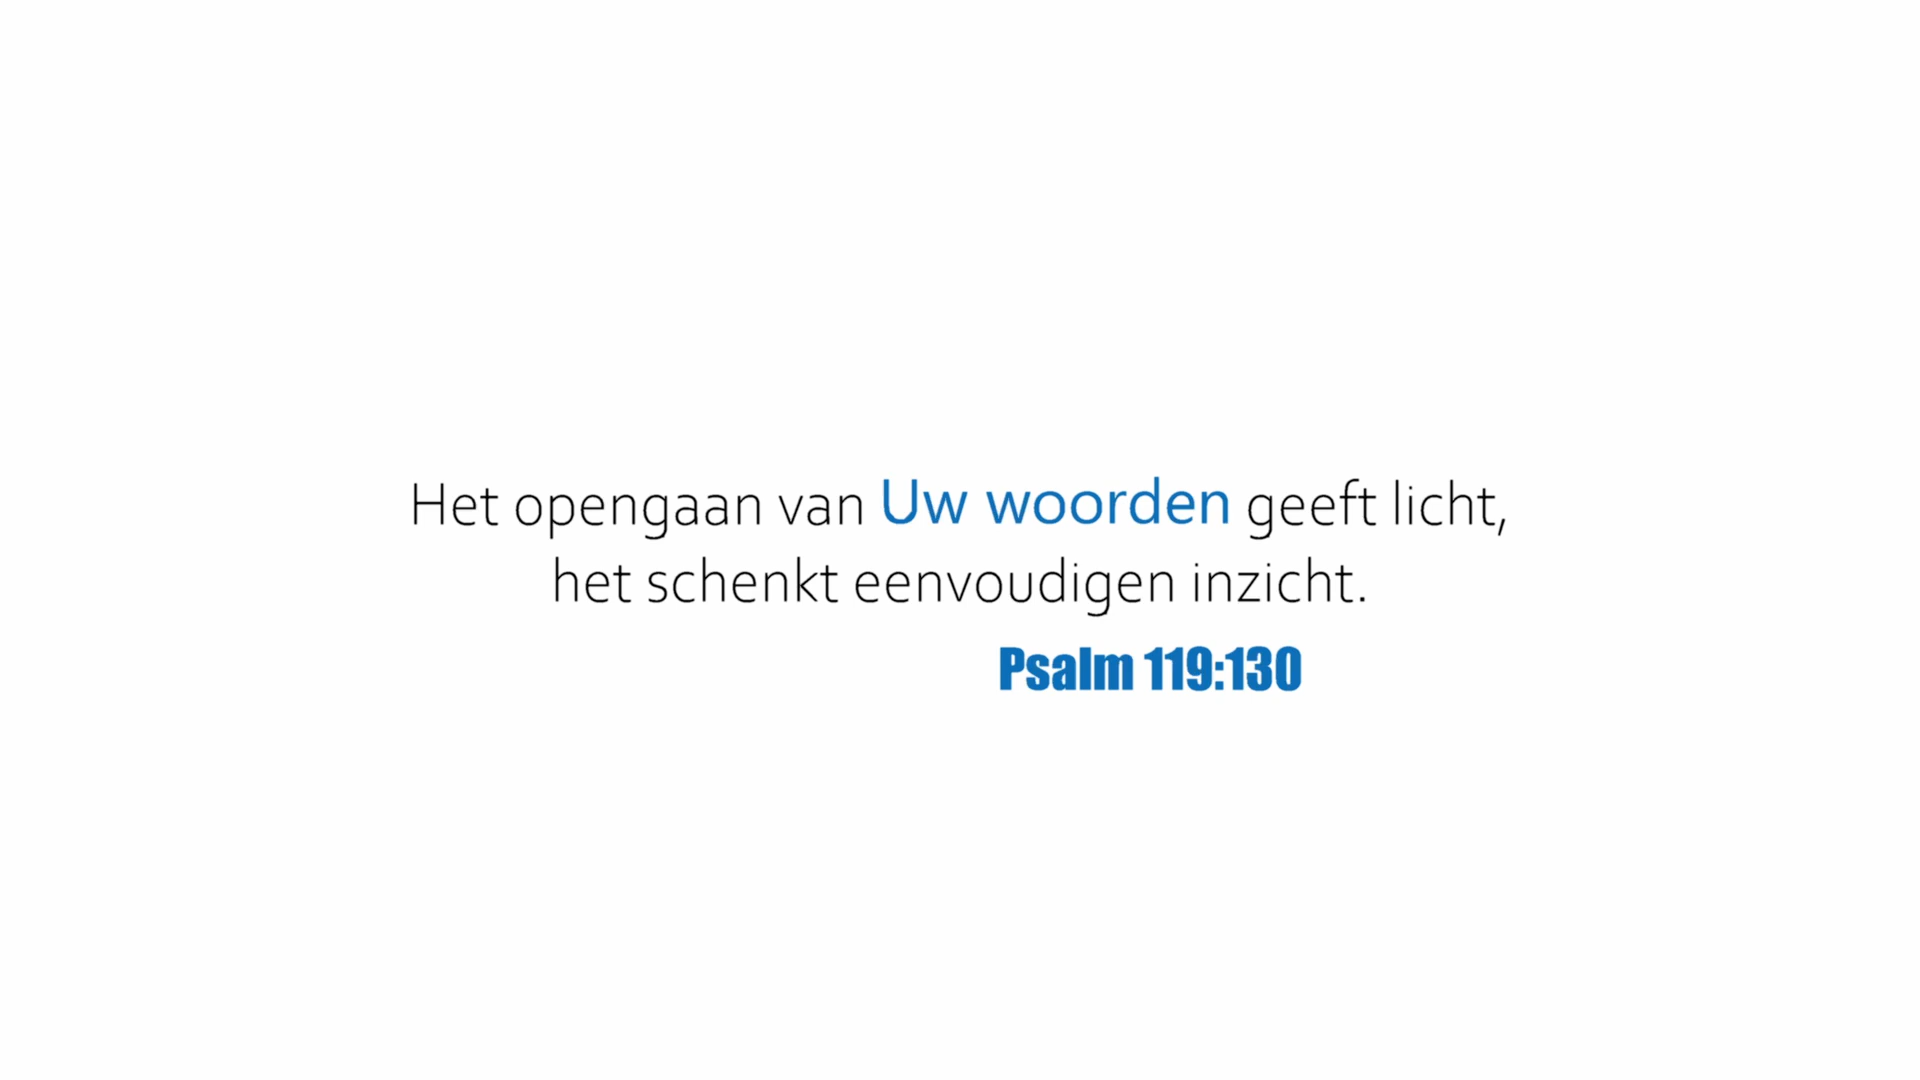 Het opengaan van Uw woorden geeft licht,
het schenkt eenvoudigen inzicht.
Psalm 119:130